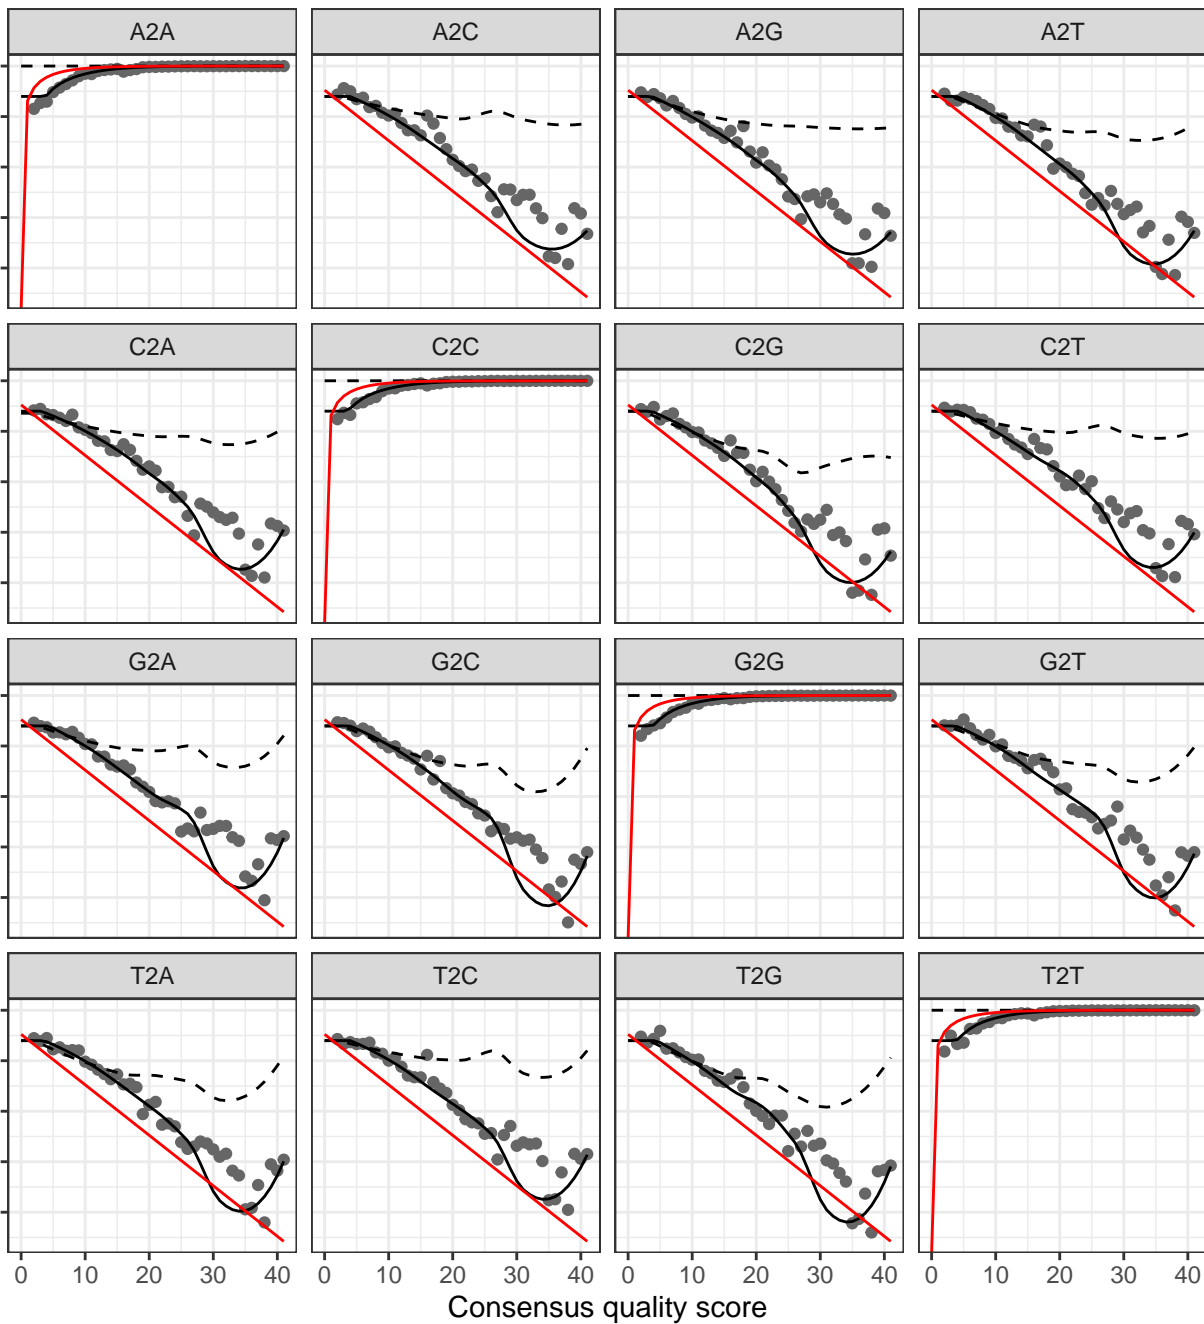 A2A A2C A2G A2T
C2A C2C C2G C2T
G2A G2C G2G G2T
T2A T2C T2G T2T
0 10 20 30 40 0 10 20 30 40 0 10 20 30 40 0 10 20 30 40
Consensus quality score